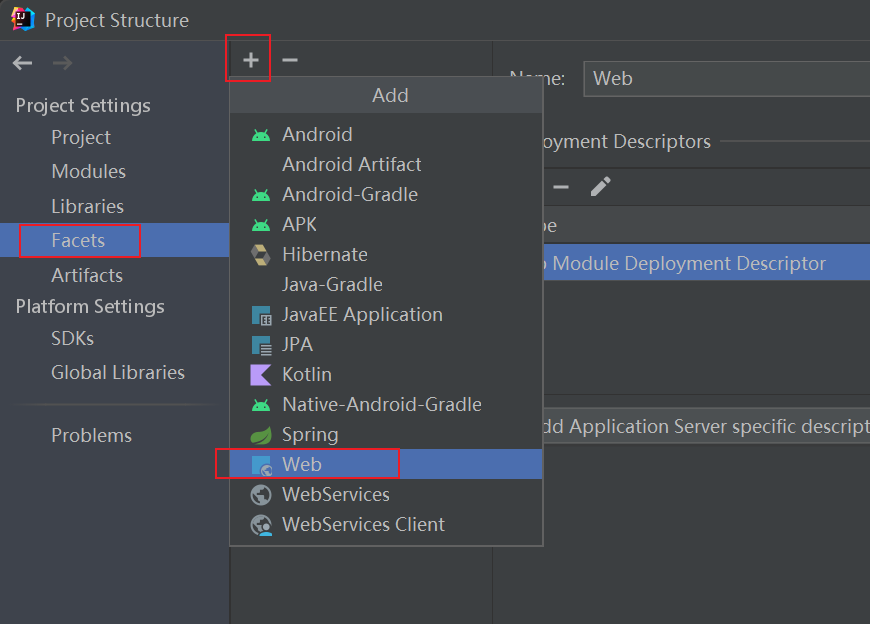 Project Structure
Project Settings
Project
Modules
Libraries
Facets
Artifacts
Platform Settings
SDKs
Global Libraries
Problems
Add
Android
Android Artifact
Android-Gradle
APK
Hibernate
Java-Gradle
JavaEE Application
JPA
Kotlin
Native-Android-Gradle
Spring
Web
WebServices
WebServices Client
Name: Web
oyment Descriptors
Module Deployment Descriptor
Application Server specific descript